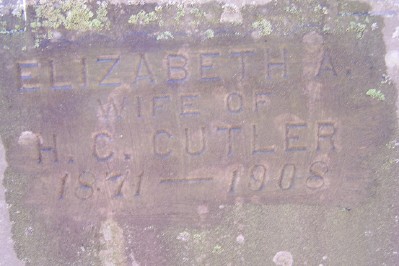 ELIZABETH A.
WIFE OF
H. C. CUTLER
1871 — 1908